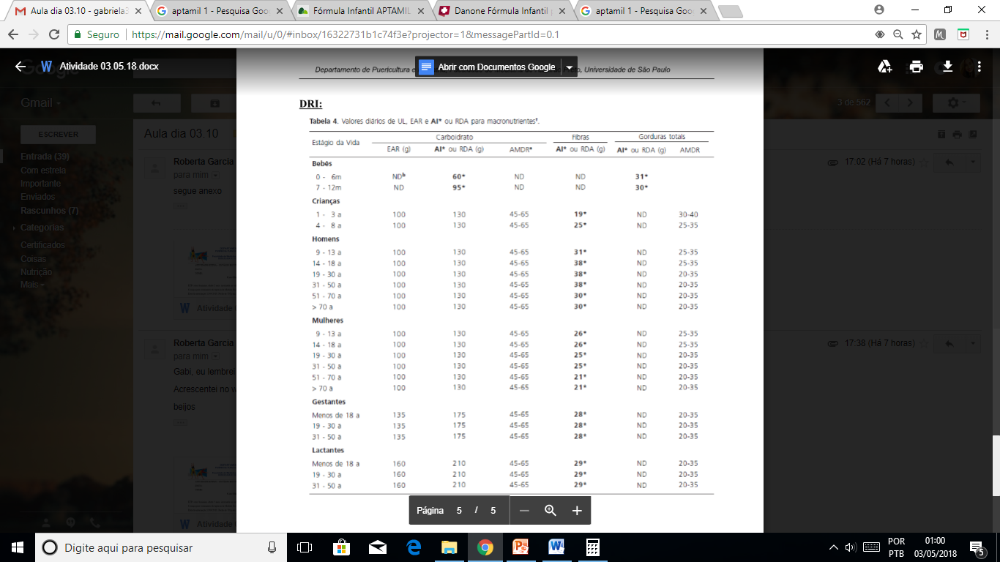 Aula dia 03.10 - gabriela3
aptamil 1 - Pesquisa Goo
Fórmula Infantil APTAMIL
Danone Fórmula Infantil
aptamil 1 - Pesquisa Goo
Seguro
https://mail.google.com/mail/u/0/#inbox/16322731b1c74f3e?projector=1&messagePartId=0.1
W Atividade 03.05.18.docx
Abrir com Documentos Google
Departamento de Puericultura e Preto, Universidade de São Paulo
Gmail
3 de 562
ESCREVER
Aula dia 03.10
Entrada (39)
Com estrela
Importante
Enviados
Rascunhos (7)
Categorias
Certificados
Coisas
Nutrição
Mais
Roberta Garcia
para mim
segue anexo
17:02 (Há 7 horas)
W Atividade
Roberta Garcia
para mim
Gabi, eu lembrei
Acrescentei no w
beijos
17:38 (Há 7 horas)
W Atividade
DRI:
Tabela 4. Valores diários de UL, EAR e AI* ou RDA para macronutrientes†.
Estágio da Vida Carboidrato Fibras Gorduras totais
EAR (g) AI* ou RDA (g) AMDRª AI* ou RDA (g) AI* ou RDA (g) AMDR
Bebês
0 - 6m NDᵇ 60* ND ND 31*
7 - 12m ND 95* ND ND 30*
Crianças
1 - 3 a 100 130 45-65 19* ND 30-40
4 - 8 a 100 130 45-65 25* ND 25-35
Homens
9 - 13 a 100 130 45-65 31* ND 25-35
14 - 18 a 100 130 45-65 38* ND 25-35
19 - 30 a 100 130 45-65 38* ND 20-35
31 - 50 a 100 130 45-65 38* ND 20-35
51 - 70 a 100 130 45-65 30* ND 20-35
> 70 a 100 130 45-65 30* ND 20-35
Mulheres
9 - 13 a 100 130 45-65 26* ND 25-35
14 - 18 a 100 130 45-65 26* ND 25-35
19 - 30 a 100 130 45-65 25* ND 20-35
31 - 50 a 100 130 45-65 25* ND 20-35
51 - 70 a 100 130 45-65 21* ND 20-35
> 70 a 100 130 45-65 21* ND 20-35
Gestantes
Menos de 18 a 135 175 45-65 28* ND 20-35
19 - 30 a 135 175 45-65 28* ND 20-35
31 - 50 a 135 175 45-65 28* ND 20-35
Lactantes
Menos de 18 a 160 210 45-65 29* ND 20-35
19 - 30 a 160 210 45-65 29* ND 20-35
31 - 50 a 160 210 45-65 29* ND 20-35
Página 5 / 5
Digite aqui para pesquisar
POR
PTB
01:00
03/05/2018
5